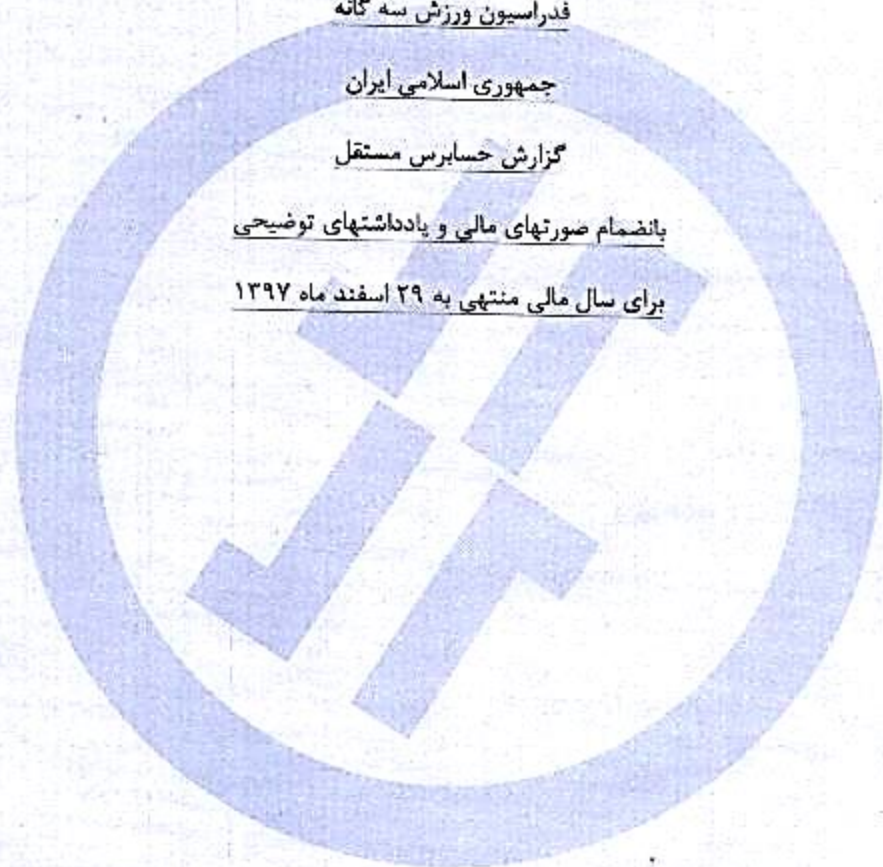 فدراسیون ورزش سه گانه
جمهوری اسلامی ایران
گزارش حسابرس مستقل
بانضمام صورتهای مالی و یادداشتهای توضیحی
برای سال مالی منتهی به ۲۹ اسفند ماه ۱۳۹۷